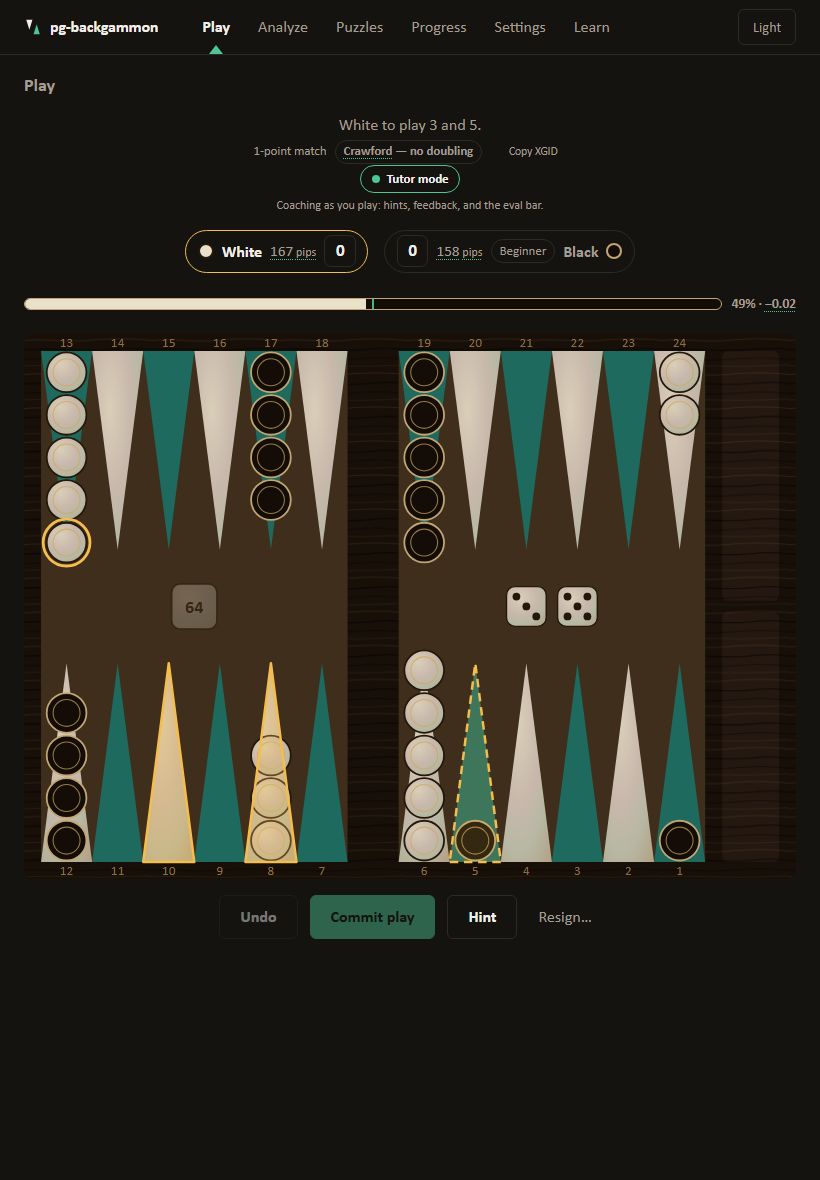 pg-backgammon Play Analyze Puzzles Progress Settings Learn Light
Play
White to play 3 and 5.
1-point match Crawford — no doubling Copy XGID
Tutor mode
Coaching as you play: hints, feedback, and the eval bar.
White 167 pips 0 0 158 pips Beginner Black
49% · −0.02
13 14 15 16 17 18 19 20 21 22 23 24
64
12 11 10 9 8 7 6 5 4 3 2 1
Undo Commit play Hint Resign...